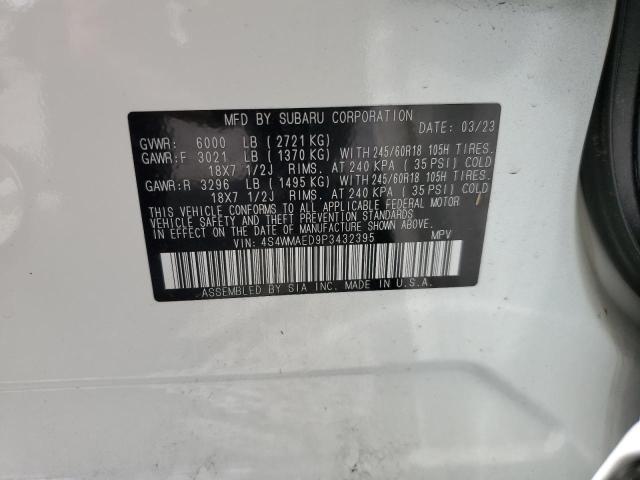 MFD BY SUBARU CORPORATION
DATE: 03/23
GVWR: 6000 LB (2721 KG)
GAWR:F 3021 LB (1370 KG) WITH 245/60R18 105H TIRES.
18X7 1/2J RIMS. AT 240 KPA (35 PSI) COLD
GAWR:R 3296 LB (1495 KG) WITH 245/60R18 105H TIRES.
18X7 1/2J RIMS. AT 240 KPA (35 PSI) COLD
THIS VEHICLE CONFORMS TO ALL APPLICABLE FEDERAL MOTOR
VEHICLE SAFETY AND THEFT PREVENTION STANDARDS IN
EFFECT ON THE DATE OF MANUFACTURE SHOWN ABOVE.
VIN: 4S4WMAED9P3432395 MPV
ASSEMBLED BY SIA INC. MADE IN U.S.A.